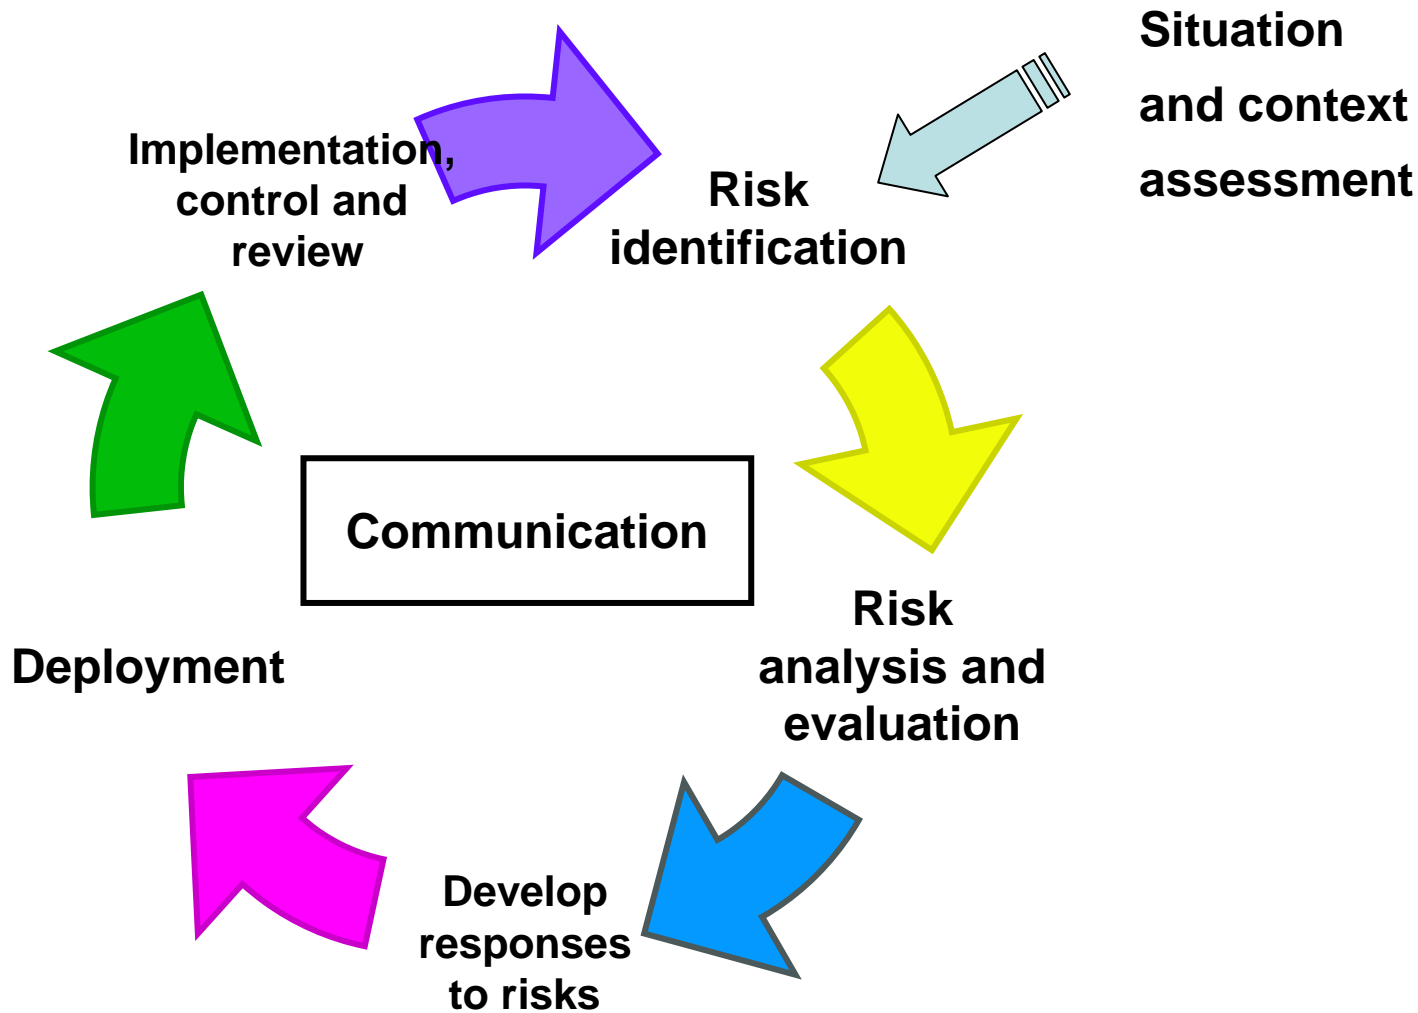 Situation
and context
assessment
Implementation,
control and
review
Risk
identification
Communication
Risk
analysis and
evaluation
Deployment
Develop
responses
to risks